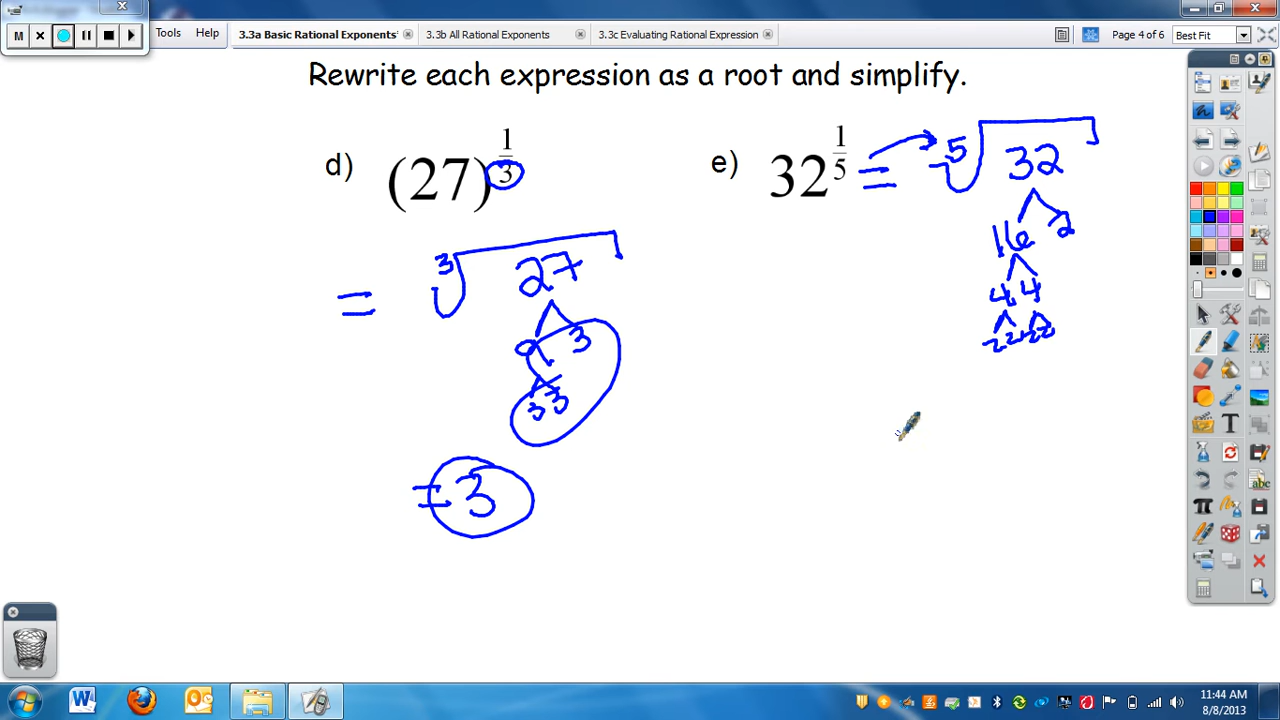 M
Tools Help
3.3a Basic Rational Exponents'
3.3b All Rational Exponents
3.3c Evaluating Rational Expression
Page 4 of 6
Best Fit
Rewrite each expression as a root and simplify.
d) (27)^(1/3)
= ∛27
9 3
3 3
= 3
e) 32^(1/5) = ⁵√32
16 2
4 4
2 2 2 2
11:44 AM
8/8/2013